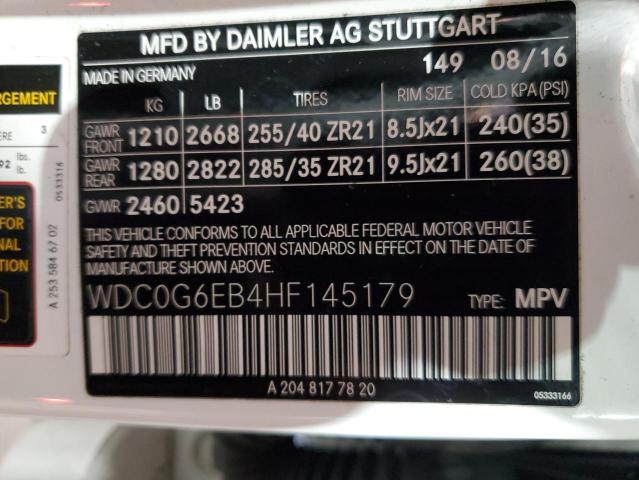 MFD BY DAIMLER AG STUTTGART
MADE IN GERMANY 149 08/16
KG LB TIRES RIM SIZE COLD KPA (PSI)
GAWR FRONT 1210 2668 255/40 ZR21 8.5Jx21 240(35)
GAWR REAR 1280 2822 285/35 ZR21 9.5Jx21 260(38)
GVWR 2460 5423
THIS VEHICLE CONFORMS TO ALL APPLICABLE FEDERAL MOTOR VEHICLE
SAFETY AND THEFT PREVENTION STANDARDS IN EFFECT ON THE DATE OF
MANUFACTURE SHOWN ABOVE.
WDC0G6EB4HF145179 TYPE: MPV
A 204 817 78 20
05333166
3
lbs.
lb.
0533316
A 253 584 67 02